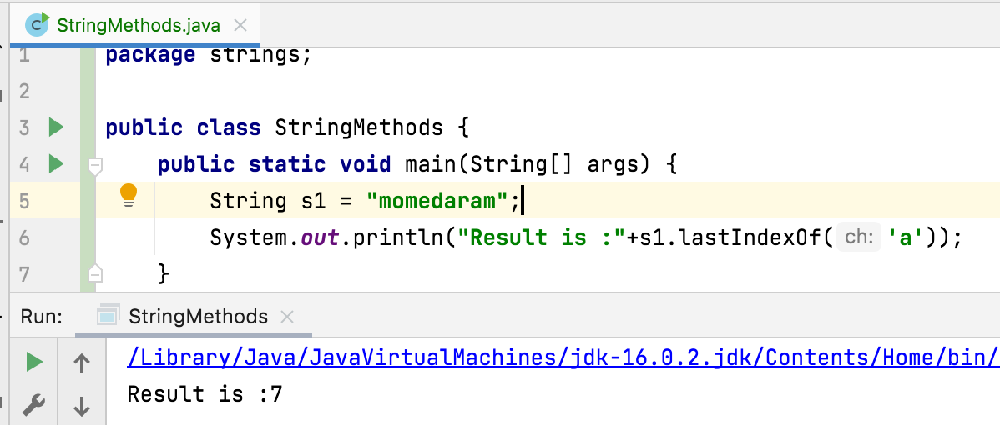 StringMethods.java
1 package strings;
2
3 public class StringMethods {
4 public static void main(String[] args) {
5 String s1 = "momedaram";
6 System.out.println("Result is :"+s1.lastIndexOf( ch: 'a'));
7 }
Run: StringMethods
/Library/Java/JavaVirtualMachines/jdk-16.0.2.jdk/Contents/Home/bin/
Result is :7